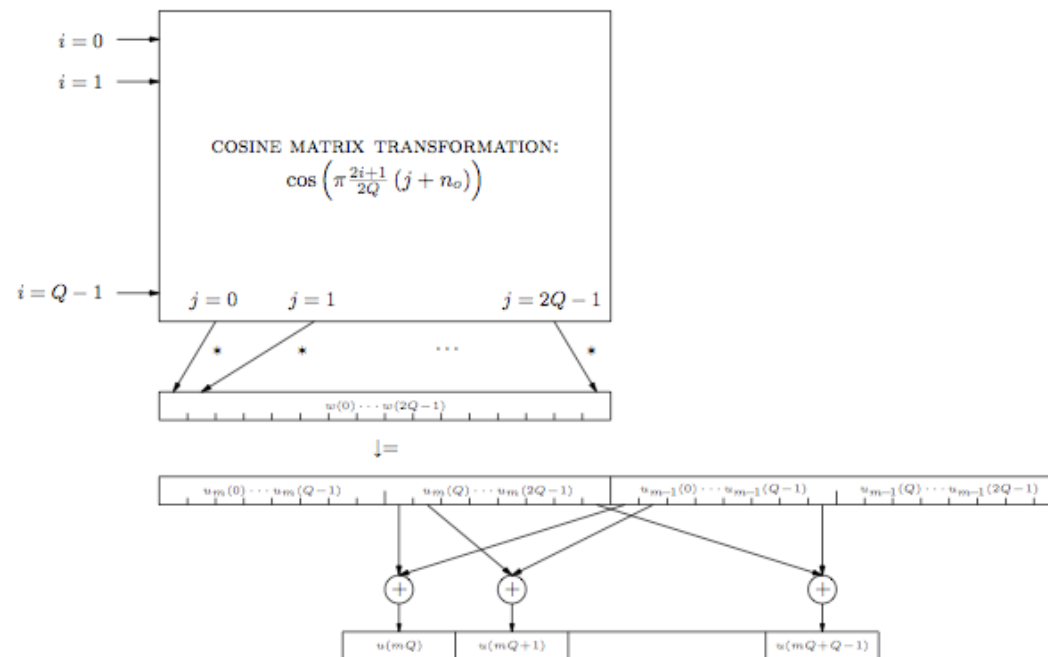 i = 0
i = 1
COSINE MATRIX TRANSFORMATION:
cos(π \frac{2i+1}{2Q} (j + n_o))
i = Q − 1
j = 0 j = 1 j = 2Q − 1
* * ⋯ *
w(0) ⋯ w(2Q−1)
↓=
u_m(0) ⋯ u_m(Q−1) u_m(Q) ⋯ u_m(2Q−1) u_{m−1}(0) ⋯ u_{m−1}(Q−1) u_{m−1}(Q) ⋯ u_{m−1}(2Q−1)
+ + +
u(mQ) u(mQ+1) u(mQ+Q−1)